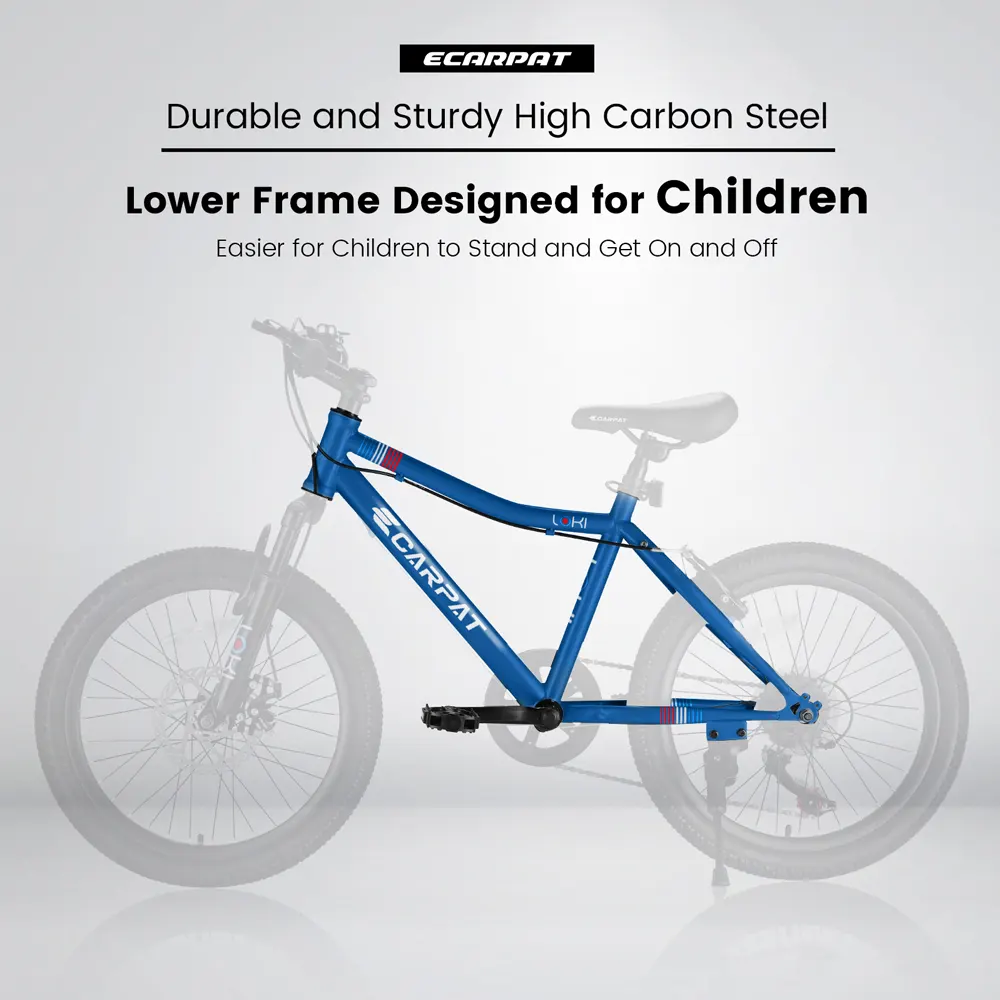 ECARPAT
Durable and Sturdy High Carbon Steel
Lower Frame Designed for Children
Easier for Children to Stand and Get On and Off
ECARPAT
LOKI
ECARPAT
LOKI